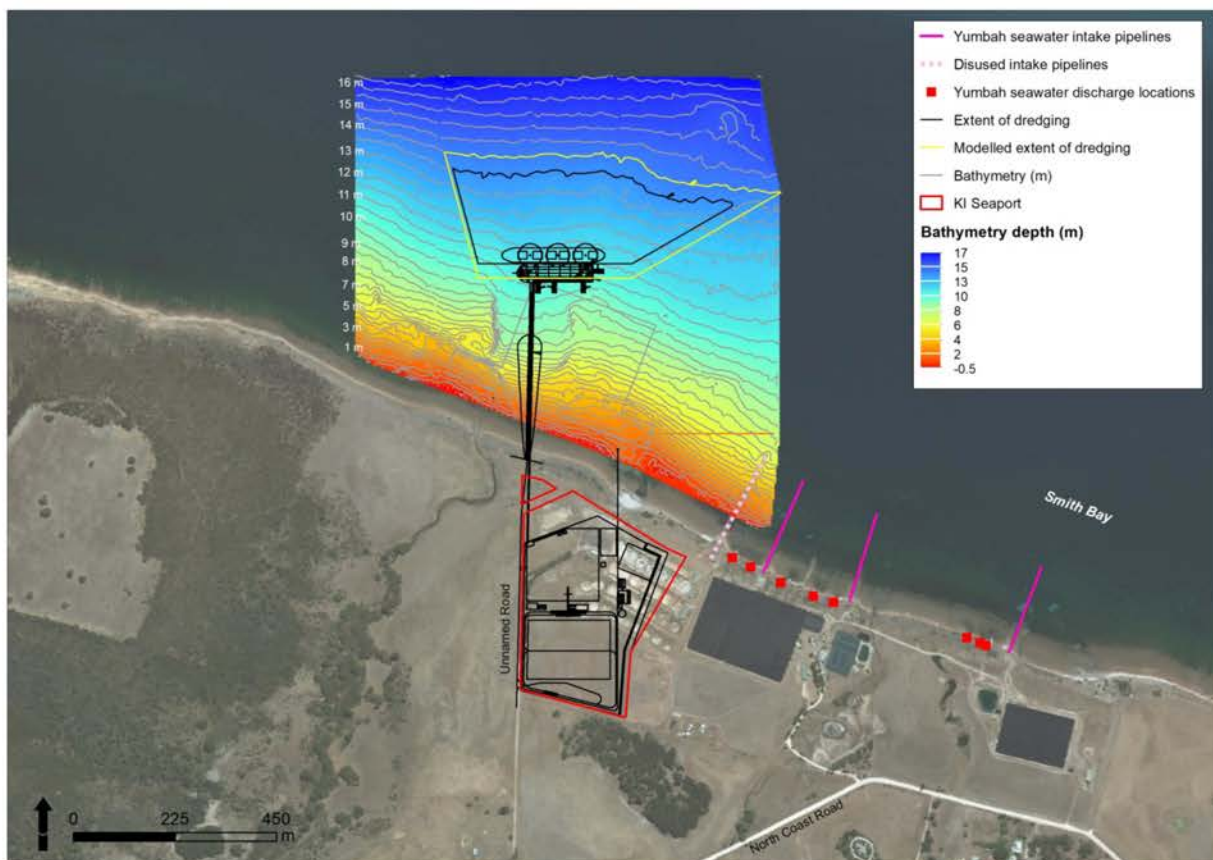 Yumbah seawater intake pipelines
Disused intake pipelines
Yumbah seawater discharge locations
Extent of dredging
Modelled extent of dredging
Bathymetry (m)
KI Seaport
Bathymetry depth (m)
17
15
13
10
8
6
4
2
-0.5
16 m
15 m
14 m
13 m
12 m
11 m
10 m
9 m
8 m
7 m
5 m
3 m
1 m
Smith Bay
Unnamed Road
North Coast Road
0 225 450
m